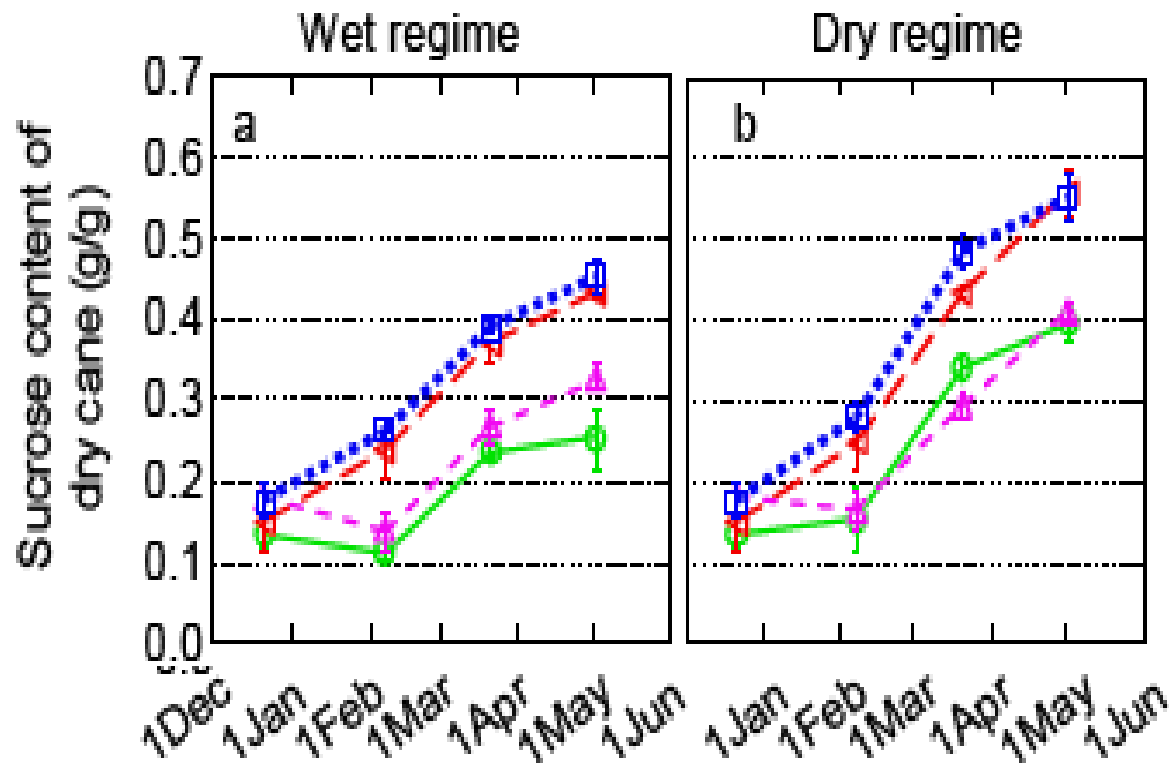 Wet regime
Dry regime
Sucrose content of
dry cane (g/g)
0.7
0.6
0.5
0.4
0.3
0.2
0.1
0.0
a
b
1Dec
1Jan
1Feb
1Mar
1Apr
1May
1Jun
1Jan
1Feb
1Mar
1Apr
1May
1Jun